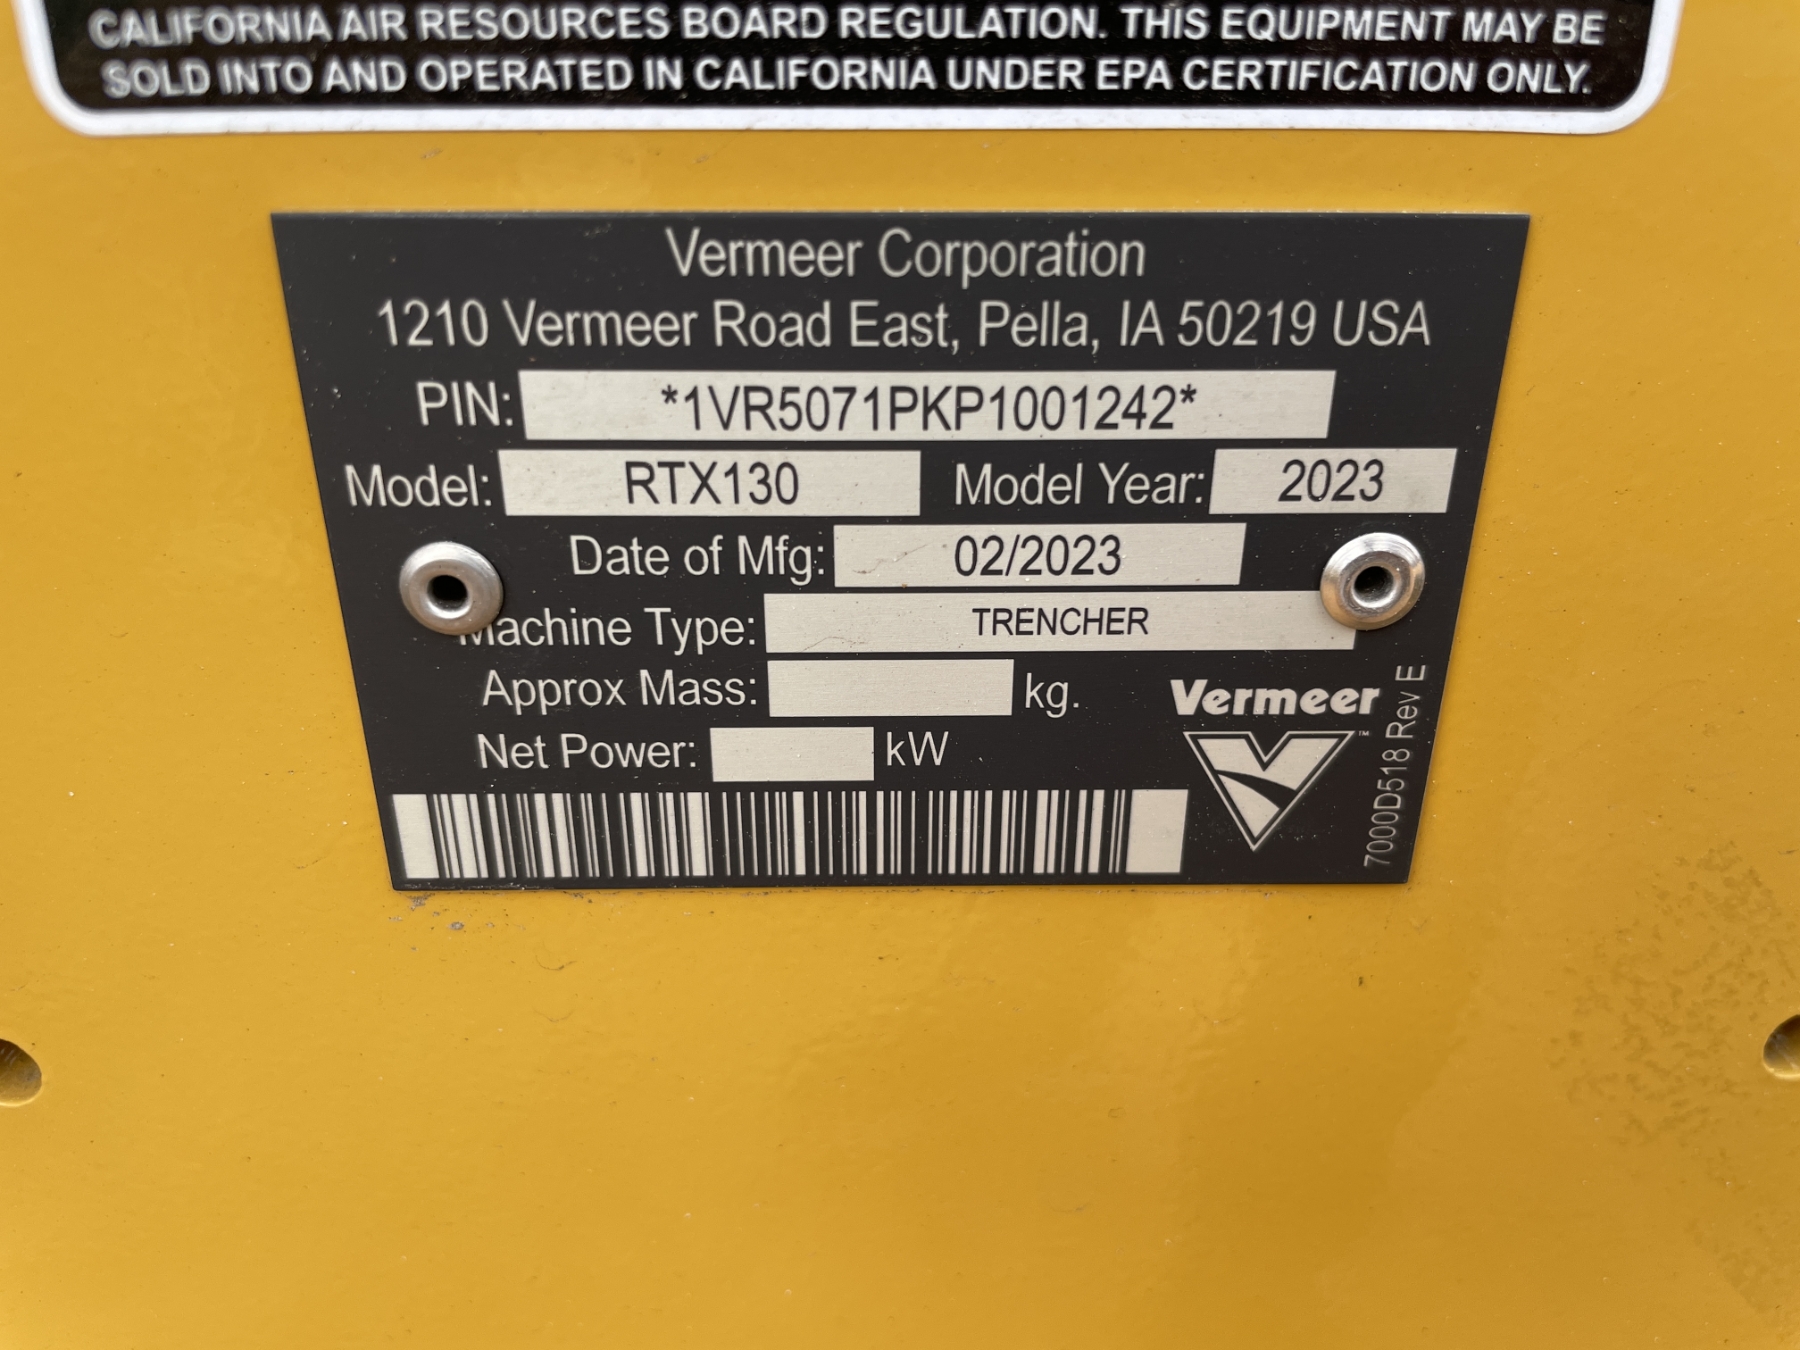 CALIFORNIA AIR RESOURCES BOARD REGULATION. THIS EQUIPMENT MAY BE
SOLD INTO AND OPERATED IN CALIFORNIA UNDER EPA CERTIFICATION ONLY.
Vermeer Corporation
1210 Vermeer Road East, Pella, IA 50219 USA
PIN: *1VR5071PKP1001242*
Model: RTX130 Model Year: 2023
Date of Mfg: 02/2023
Machine Type: TRENCHER
Approx Mass: kg.
Net Power: kW
Vermeer
™
7000D518 Rev E